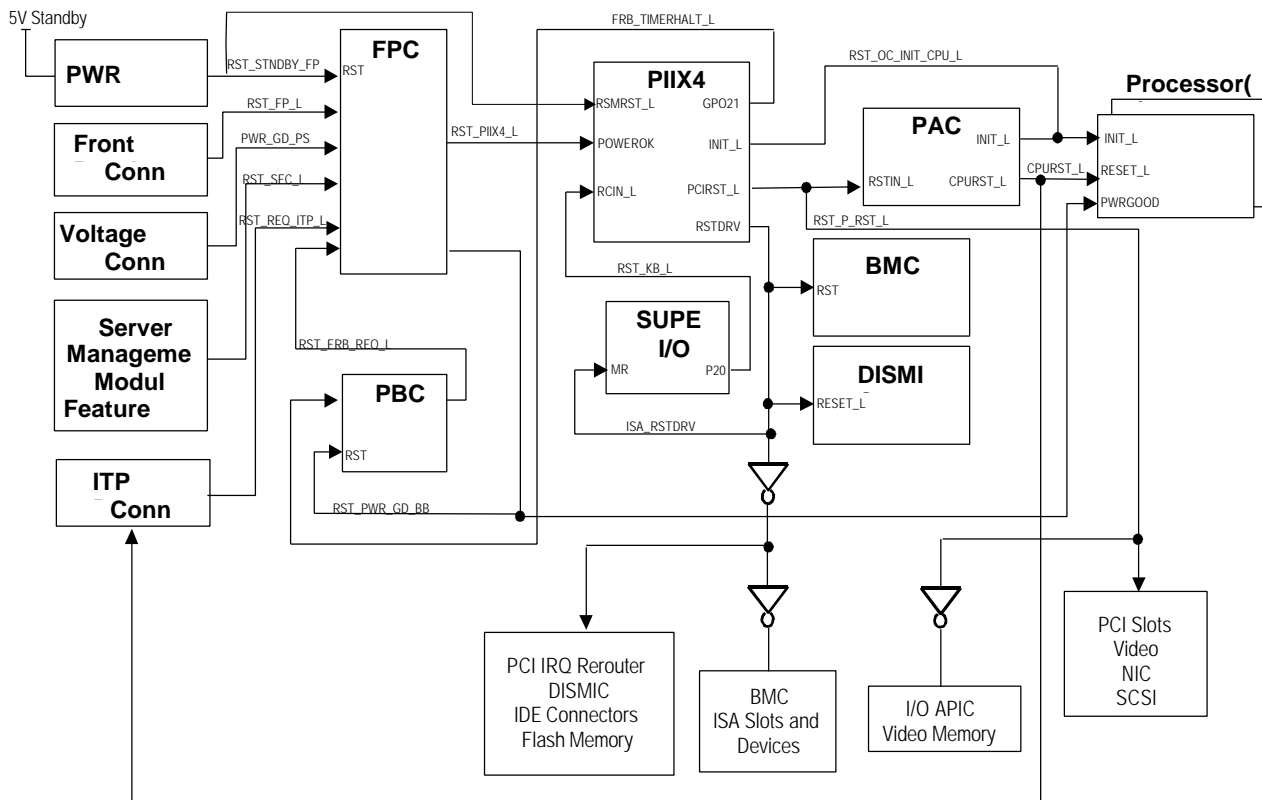 5V Standby
PWR
RST_STNDBY_FP
Front
Conn
RST_FP_L
PWR_GD_PS
RST_SEC_L
RST_REQ_ITP_L
Voltage
Conn
Server
Manageme
Modul
Feature
ITP
Conn
FPC
RST
RST_PIIX4_L
RST_FRB_REQ_L
PBC
RST
RST_PWR_GD_BB
FRB_TIMERHALT_L
PIIX4
RSMRST_L
GPO21
POWEROK
INIT_L
RCIN_L
PCIRST_L
RSTDRV
RST_KB_L
SUPE
I/O
MR
P20
ISA_RSTDRV
RST_OC_INIT_CPU_L
PAC
INIT_L
RSTIN_L
CPURST_L
CPURST_L
RST_P_RST_L
Processor(
INIT_L
RESET_L
PWRGOOD
BMC
RST
DISMI
RESET_L
PCI IRQ Rerouter
DISMIC
IDE Connectors
Flash Memory
BMC
ISA Slots and
Devices
I/O APIC
Video Memory
PCI Slots
Video
NIC
SCSI